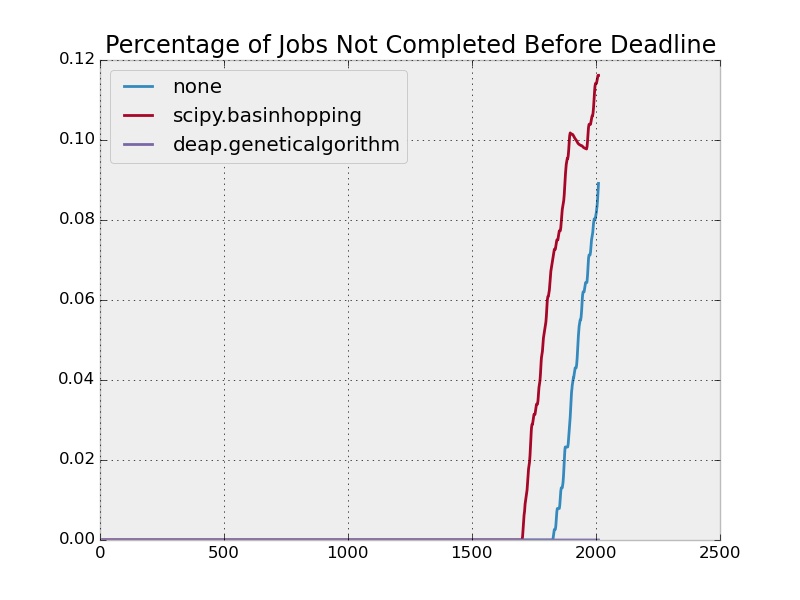 Percentage of Jobs Not Completed Before Deadline
0.12
none
scipy.basinhopping
deap.geneticalgorithm
0.10
0.08
0.06
0.04
0.02
0.00
0 500 1000 1500 2000 2500